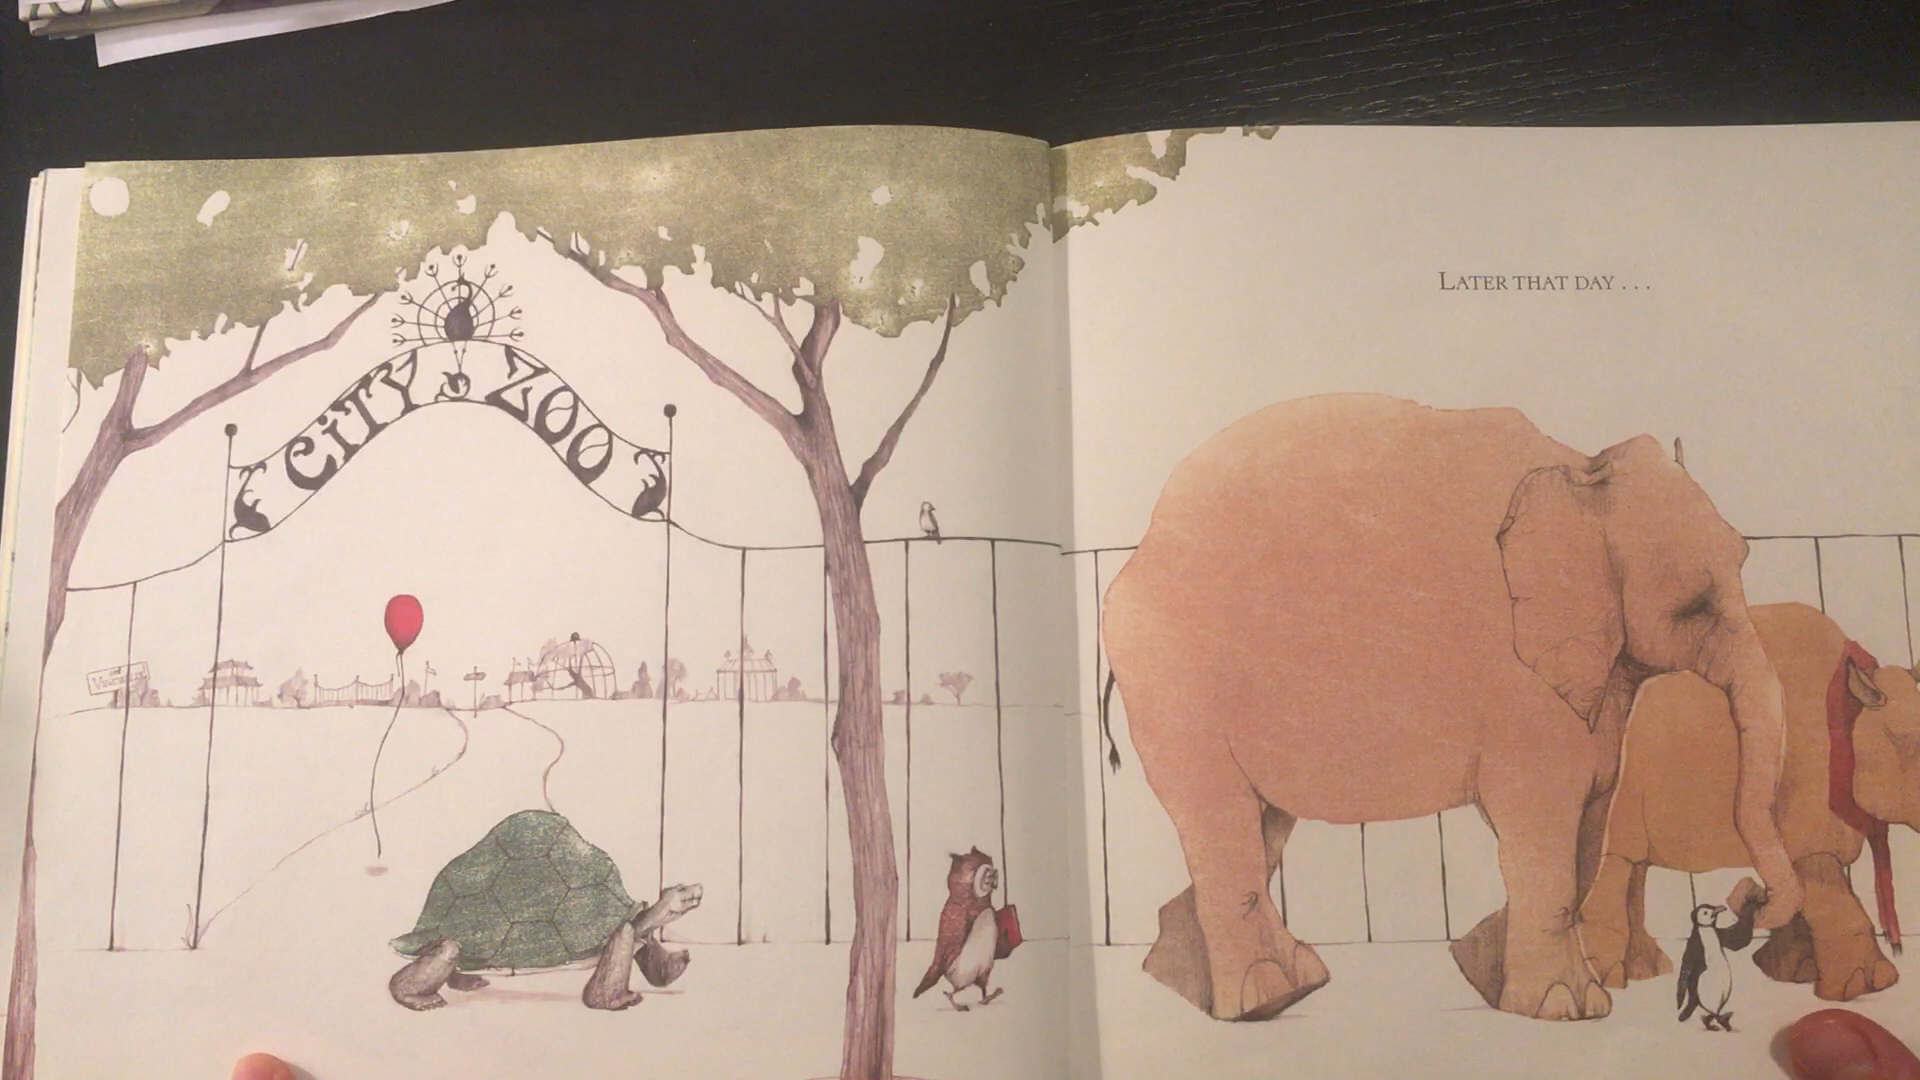 CiTY ZOO
LATER THAT DAY . . .